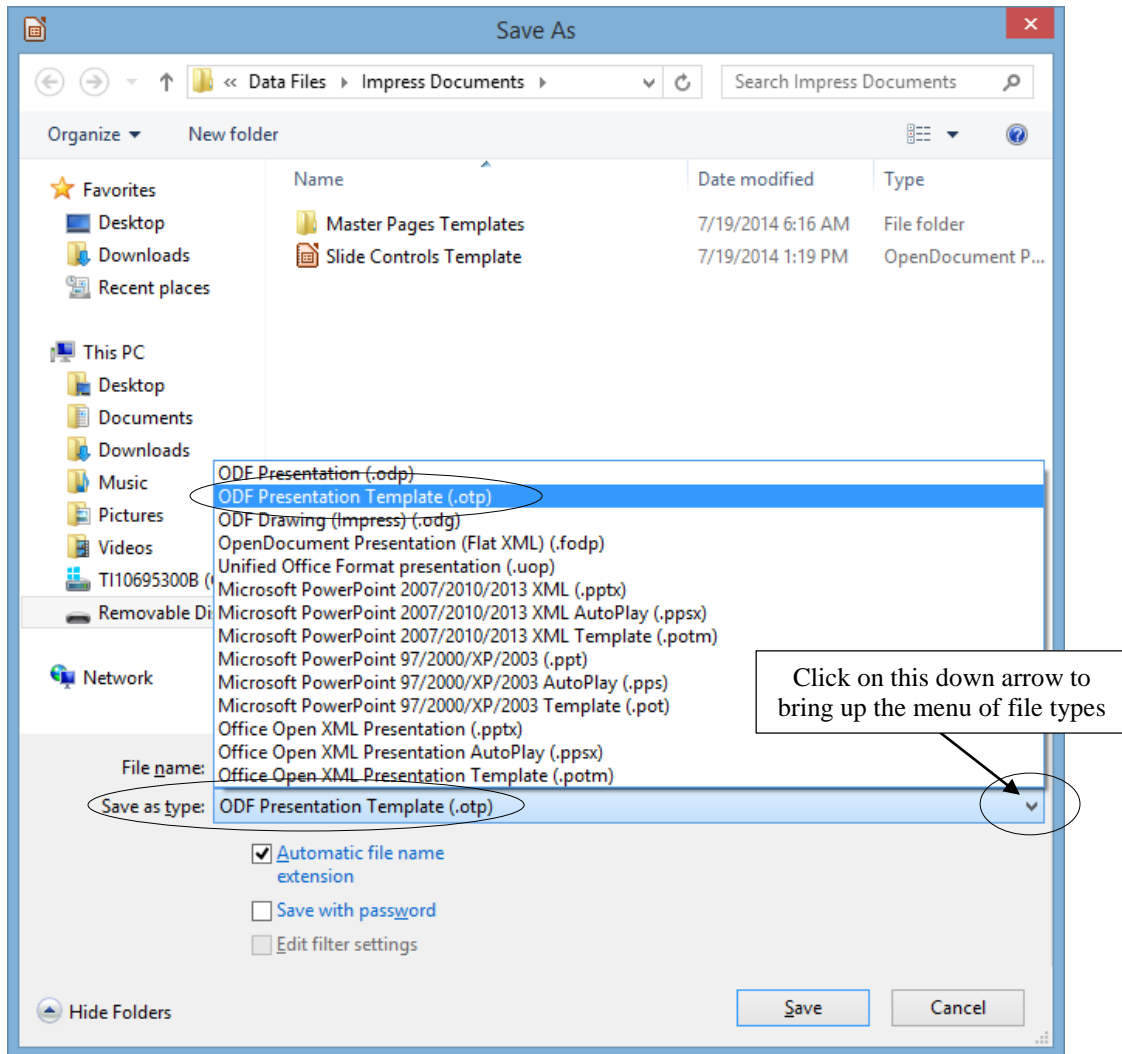 Save As
« Data Files Impress Documents
Search Impress Documents
Organize New folder
Name Date modified Type
Favorites
Desktop
Downloads
Recent places
Master Pages Templates 7/19/2014 6:16 AM File folder
Slide Controls Template 7/19/2014 1:19 PM OpenDocument P...
This PC
Desktop
Documents
Downloads
Music
Pictures
Videos
TI10695300B (
Removable Di
Network
ODF Presentation (.odp)
ODF Presentation Template (.otp)
ODF Drawing (Impress) (.odg)
OpenDocument Presentation (Flat XML) (.fodp)
Unified Office Format presentation (.uop)
Microsoft PowerPoint 2007/2010/2013 XML (.pptx)
Microsoft PowerPoint 2007/2010/2013 XML AutoPlay (.ppsx)
Microsoft PowerPoint 2007/2010/2013 XML Template (.potm)
Microsoft PowerPoint 97/2000/XP/2003 (.ppt)
Microsoft PowerPoint 97/2000/XP/2003 AutoPlay (.pps)
Microsoft PowerPoint 97/2000/XP/2003 Template (.pot)
Office Open XML Presentation (.pptx)
Office Open XML Presentation AutoPlay (.ppsx)
Office Open XML Presentation Template (.potm)
Click on this down arrow to
bring up the menu of file types
File name:
Save as type: ODF Presentation Template (.otp)
Automatic file name
extension
Save with password
Edit filter settings
Hide Folders
Save Cancel